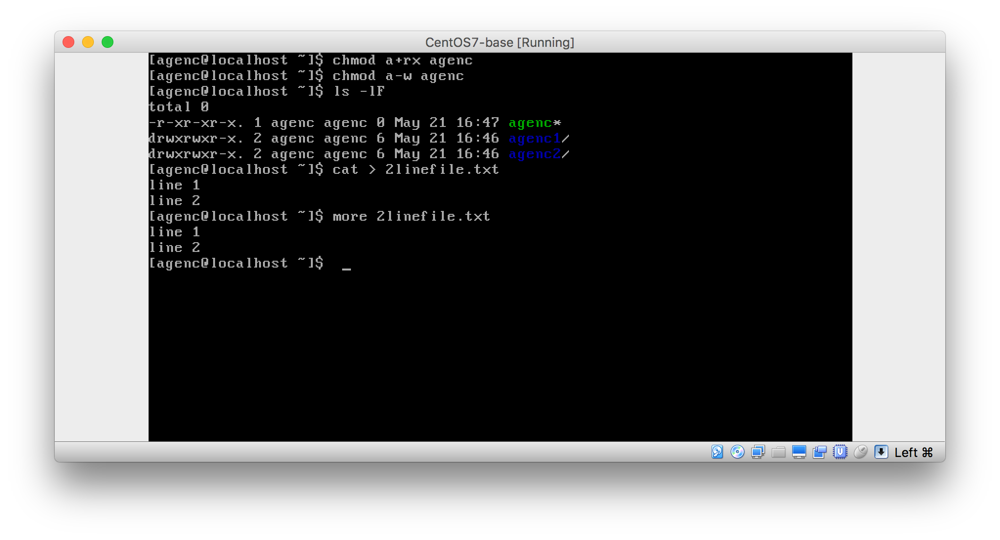 CentOS7-base [Running]
[agenc@localhost ~]$ chmod a+rx agenc
[agenc@localhost ~]$ chmod a-w agenc
[agenc@localhost ~]$ ls -lF
total 0
-r-xr-xr-x. 1 agenc agenc 0 May 21 16:47 agenc*
drwxrwxr-x. 2 agenc agenc 6 May 21 16:46 agenc1/
drwxrwxr-x. 2 agenc agenc 6 May 21 16:46 agenc2/
[agenc@localhost ~]$ cat > 2linefile.txt
line 1
line 2
[agenc@localhost ~]$ more 2linefile.txt
line 1
line 2
[agenc@localhost ~]$  _
Left ⌘